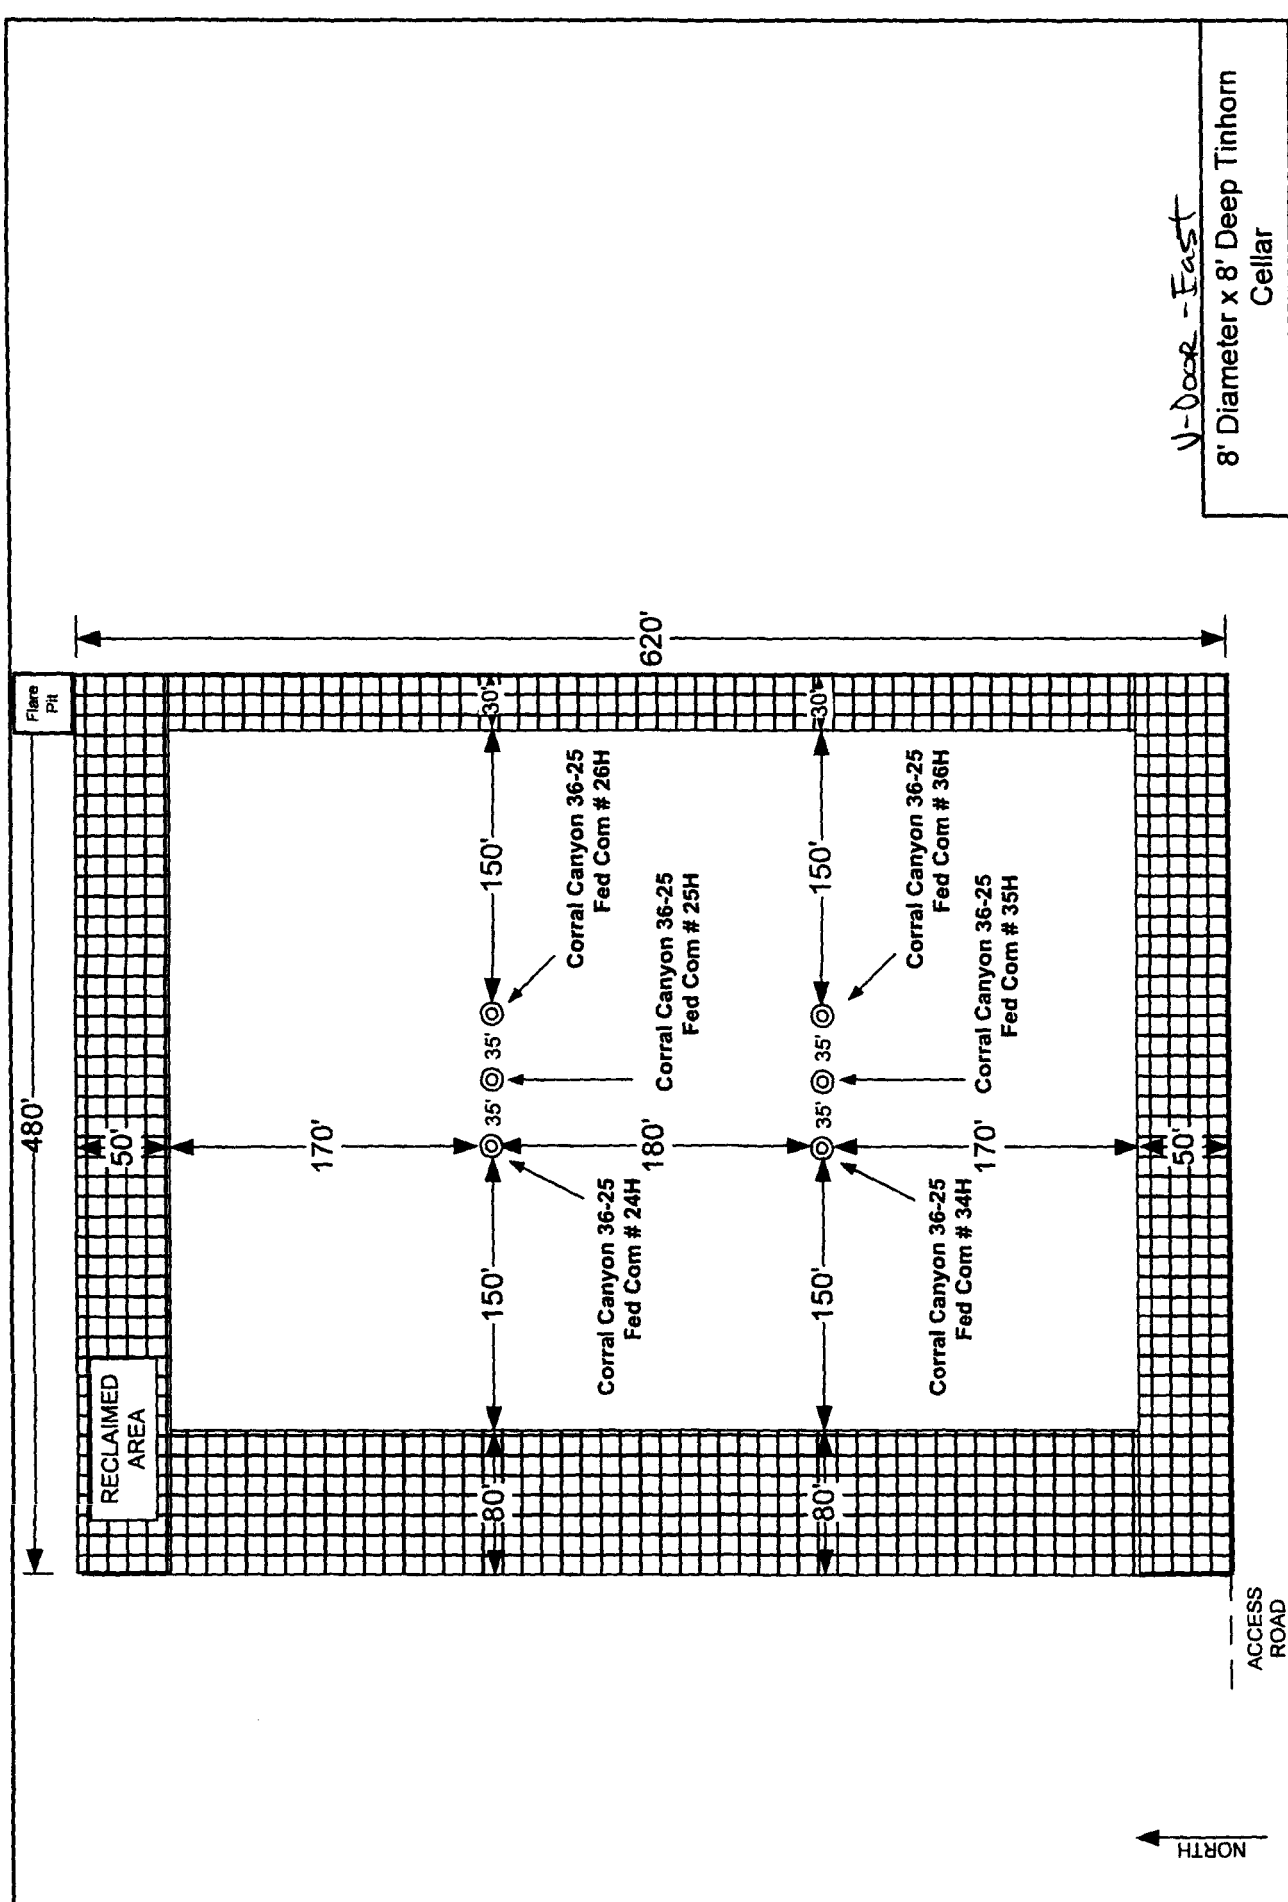 Flare
Pit
480'
RECLAIMED
AREA
50'
620'
170'
150'
35'
35'
150'
30'
80'
Corral Canyon 36-25
Fed Com # 24H
Corral Canyon 36-25
Fed Com # 25H
Corral Canyon 36-25
Fed Com # 26H
180'
150'
35'
35'
150'
30'
80'
Corral Canyon 36-25
Fed Com # 34H
Corral Canyon 36-25
Fed Com # 35H
Corral Canyon 36-25
Fed Com # 36H
170'
50'
ACCESS
ROAD
NORTH
V-Door - East
8' Diameter x 8' Deep Tinhorn
Cellar